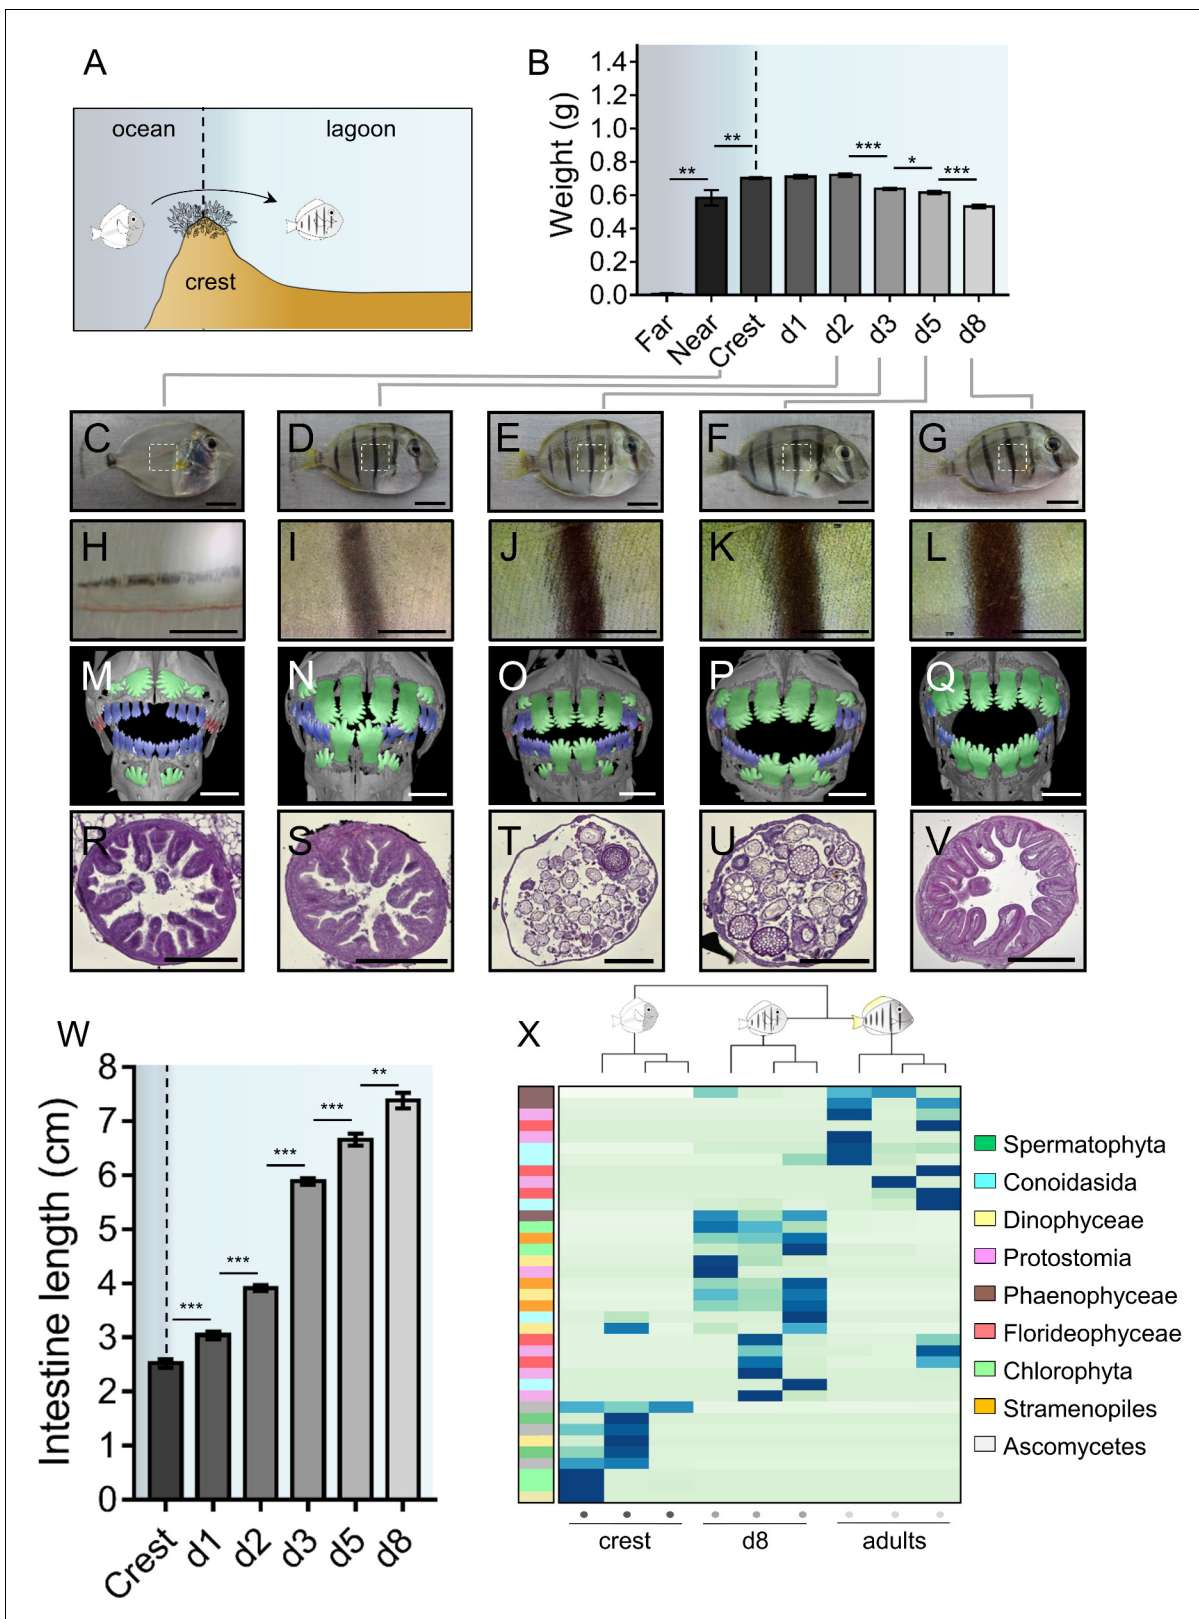 A
ocean
lagoon
crest
B
Weight (g)
1.4
1.2
1.0
0.8
0.6
0.4
0.2
0.0
**
**
***
*
***
Far
Near
Crest
d1
d2
d3
d5
d8
C
D
E
F
G
H
I
J
K
L
M
N
O
P
Q
R
S
T
U
V
W
Intestine length (cm)
8
7
6
5
4
3
2
1
0
***
***
***
***
**
Crest
d1
d2
d3
d5
d8
X
Spermatophyta
Conoidasida
Dinophyceae
Protostomia
Phaenophyceae
Florideophyceae
Chlorophyta
Stramenopiles
Ascomycetes
crest
d8
adults